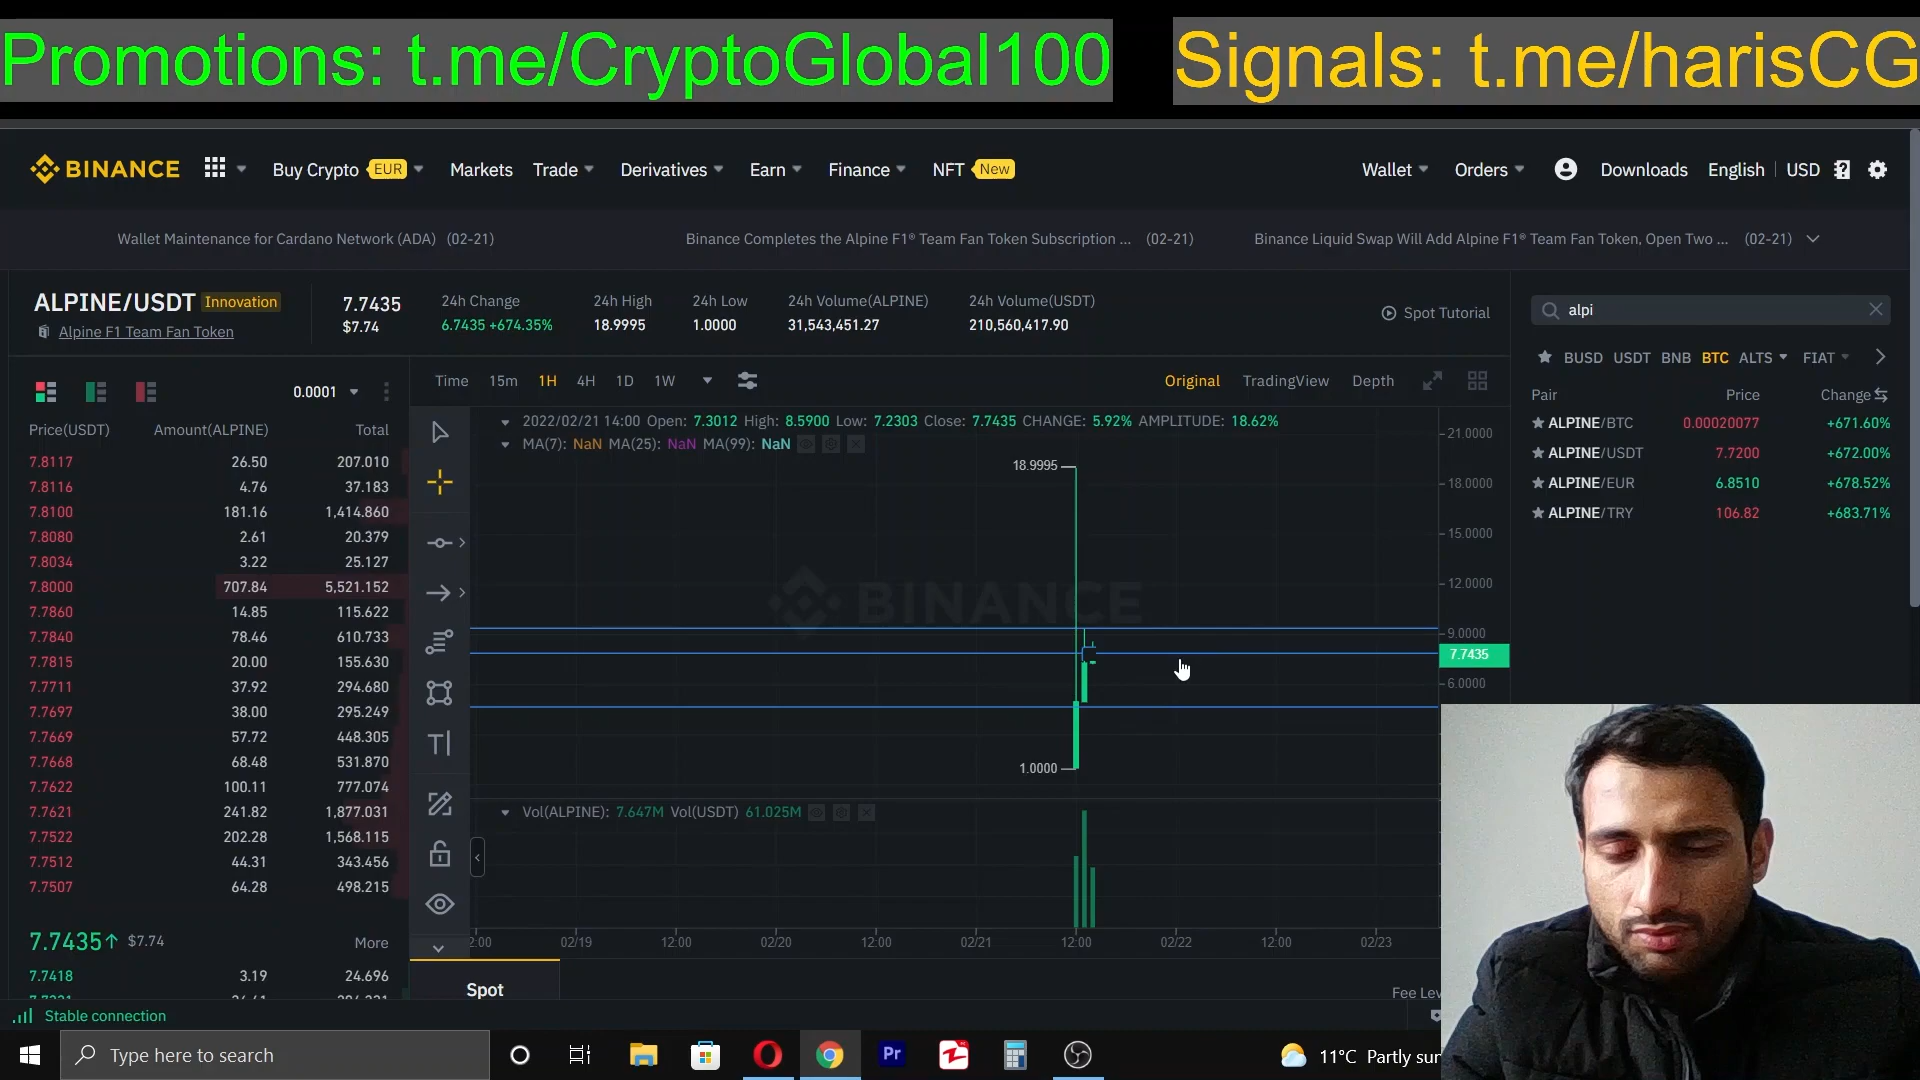 Promotions: t.me/CryptoGlobal100 Signals: t.me/harisCG
BINANCE Buy Crypto EUR Markets Trade Derivatives Earn Finance NFT New Wallet Orders Downloads English USD
Wallet Maintenance for Cardano Network (ADA) (02-21) Binance Completes the Alpine F1® Team Fan Token Subscription ... (02-21) Binance Liquid Swap Will Add Alpine F1® Team Fan Token, Open Two ... (02-21)
ALPINE/USDT Innovation
Alpine F1 Team Fan Token
7.7435
$7.74
24h Change
6.7435 +674.35%
24h High
18.9995
24h Low
1.0000
24h Volume(ALPINE)
31,543,451.27
24h Volume(USDT)
210,560,417.90
Spot Tutorial
0.0001
Price(USDT) Amount(ALPINE) Total
7.8117 26.50 207.010
7.8116 4.76 37.183
7.8100 181.16 1,414.860
7.8080 2.61 20.379
7.8034 3.22 25.127
7.8000 707.84 5,521.152
7.7860 14.85 115.622
7.7840 78.46 610.733
7.7815 20.00 155.630
7.7711 37.92 294.680
7.7697 38.00 295.249
7.7669 57.72 448.305
7.7668 68.48 531.870
7.7622 100.11 777.074
7.7621 241.82 1,877.031
7.7522 202.28 1,568.115
7.7512 44.31 343.456
7.7507 64.28 498.215
7.7435↑ $7.74 More
7.7418 3.19 24.696
Time 15m 1H 4H 1D 1W Original TradingView Depth
2022/02/21 14:00 Open: 7.3012 High: 8.5900 Low: 7.2303 Close: 7.7435 CHANGE: 5.92% AMPLITUDE: 18.62%
MA(7): NaN MA(25): NaN MA(99): NaN
21.0000
18.9995
18.0000
15.0000
12.0000
BINANCE
9.0000
7.7435
6.0000
1.0000
Vol(ALPINE): 7.647M Vol(USDT) 61.025M
2:00 02/19 12:00 02/20 12:00 02/21 12:00 02/22 12:00 02/23
Spot
Fee Lev
alpi
BUSD USDT BNB BTC ALTS FIAT
Pair Price Change
ALPINE/BTC 0.00020077 +671.60%
ALPINE/USDT 7.7200 +672.00%
ALPINE/EUR 6.8510 +678.52%
ALPINE/TRY 106.82 +683.71%
Stable connection
Type here to search
Pr
11°C Partly sun